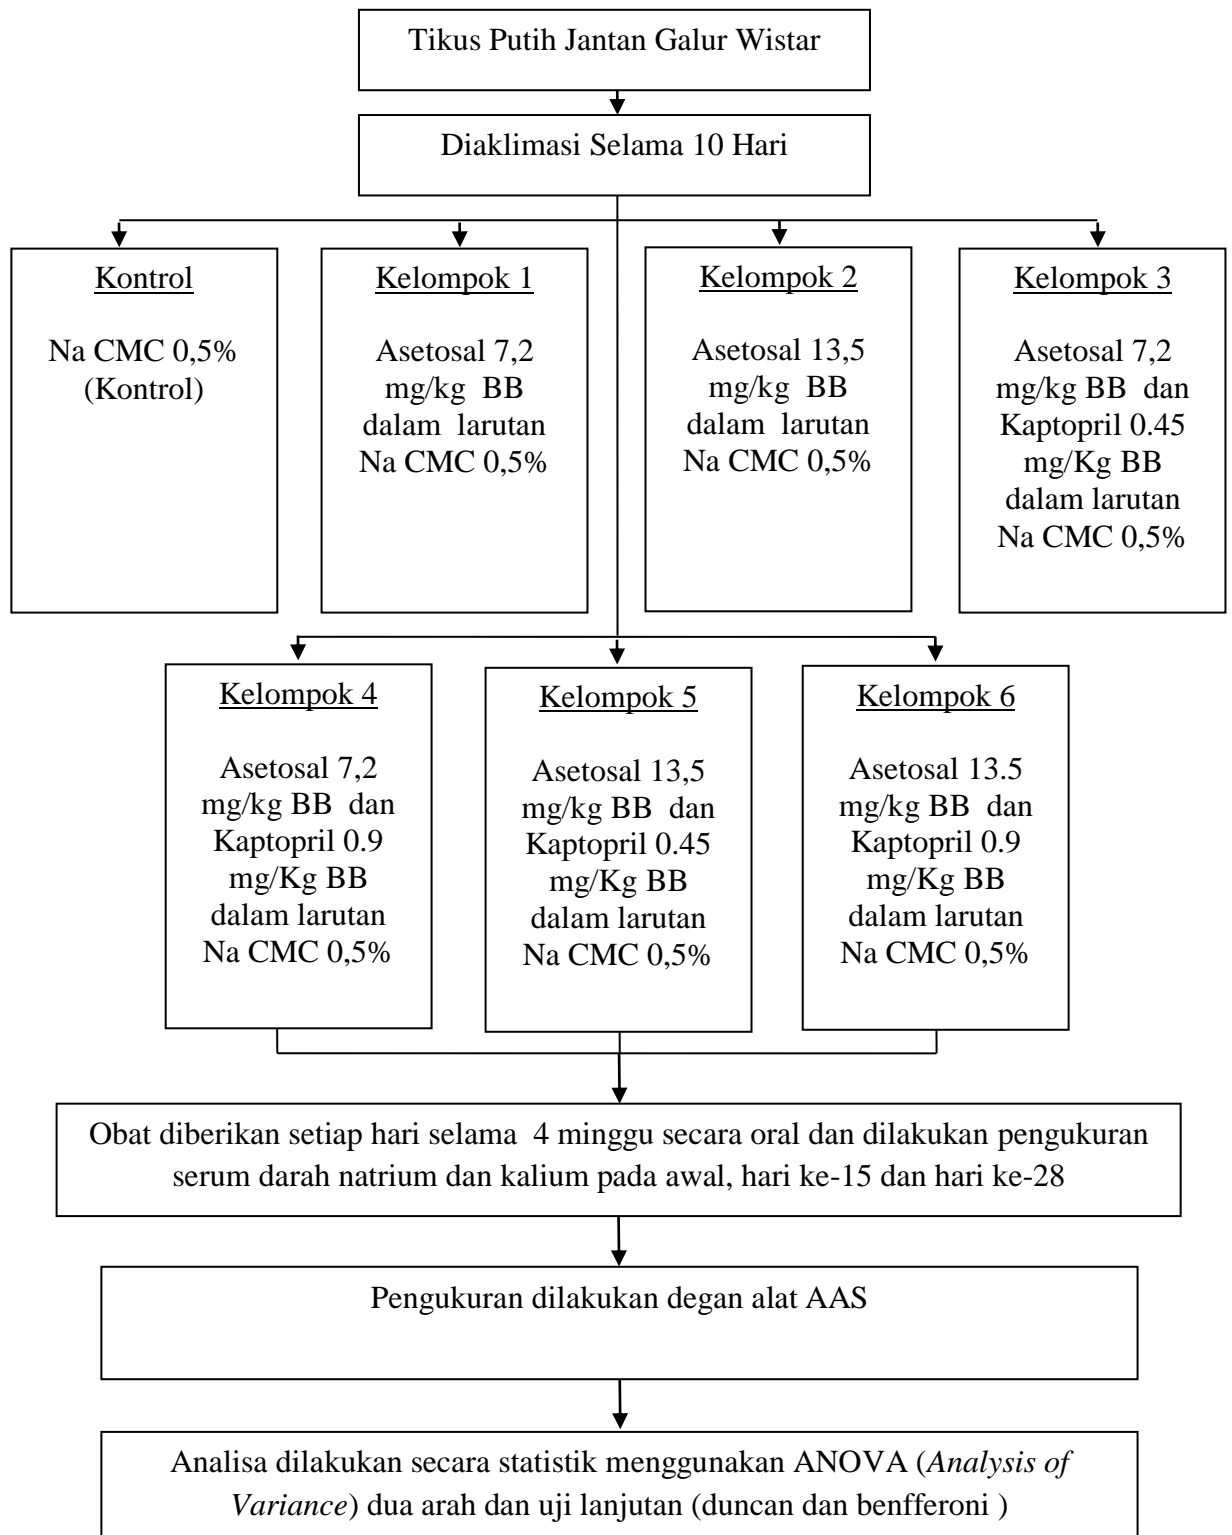 Tikus Putih Jantan Galur Wistar
Diaklimasi Selama 10 Hari
Kontrol
Na CMC 0,5%
(Kontrol)
Kelompok 1
Asetosal 7,2
mg/kg BB
dalam larutan
Na CMC 0,5%
Kelompok 2
Asetosal 13,5
mg/kg BB
dalam larutan
Na CMC 0,5%
Kelompok 3
Asetosal 7,2
mg/kg BB dan
Kaptopril 0.45
mg/Kg BB
dalam larutan
Na CMC 0,5%
Kelompok 4
Asetosal 7,2
mg/kg BB dan
Kaptopril 0.9
mg/Kg BB
dalam larutan
Na CMC 0,5%
Kelompok 5
Asetosal 13,5
mg/kg BB dan
Kaptopril 0.45
mg/Kg BB
dalam larutan
Na CMC 0,5%
Kelompok 6
Asetosal 13.5
mg/kg BB dan
Kaptopril 0.9
mg/Kg BB
dalam larutan
Na CMC 0,5%
Obat diberikan setiap hari selama 4 minggu secara oral dan dilakukan pengukuran
serum darah natrium dan kalium pada awal, hari ke-15 dan hari ke-28
Pengukuran dilakukan degan alat AAS
Analisa dilakukan secara statistik menggunakan ANOVA (Analysis of
Variance) dua arah dan uji lanjutan (duncan dan benfferoni )